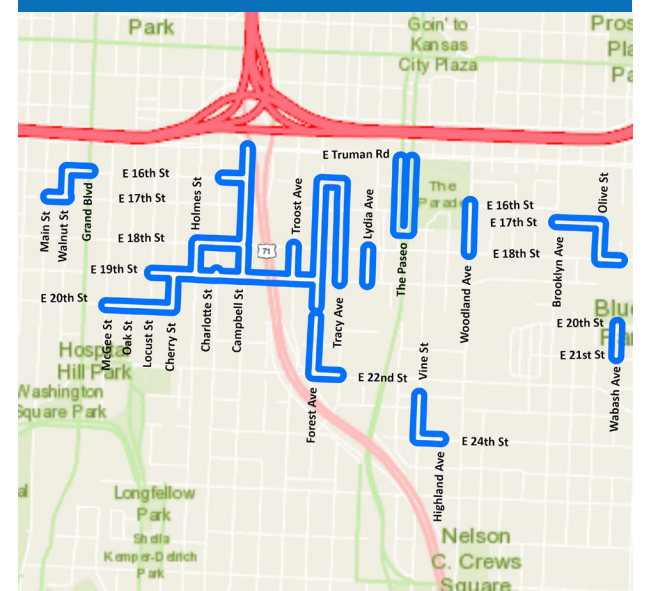 Park
Goin' to
Kansas
City Plaza
Pros
Pla
Pa
E Truman Rd
The
Parade
E 16th St
E 17th St
E 18th St
E 19th St
E 20th St
Main St
Walnut St
Grand Blvd
Holmes St
Troost Ave
Lydia Ave
71
The Paseo
E 16th St
E 17th St
E 18th St
Woodland Ave
Brooklyn Ave
Olive St
Blue
Pa
E 20th St
E 21st St
Wabash Ave
McGee St
Oak St
Locust St
Cherry St
Charlotte St
Campbell St
Tracy Ave
Forest Ave
E 22nd St
Vine St
E 24th St
Highland Ave
Hospital
Hill Park
Washington
Square Park
al
Longfellow
Park
Sheila
Kemper-Dietrich
Park
Nelson
C. Crews
Square